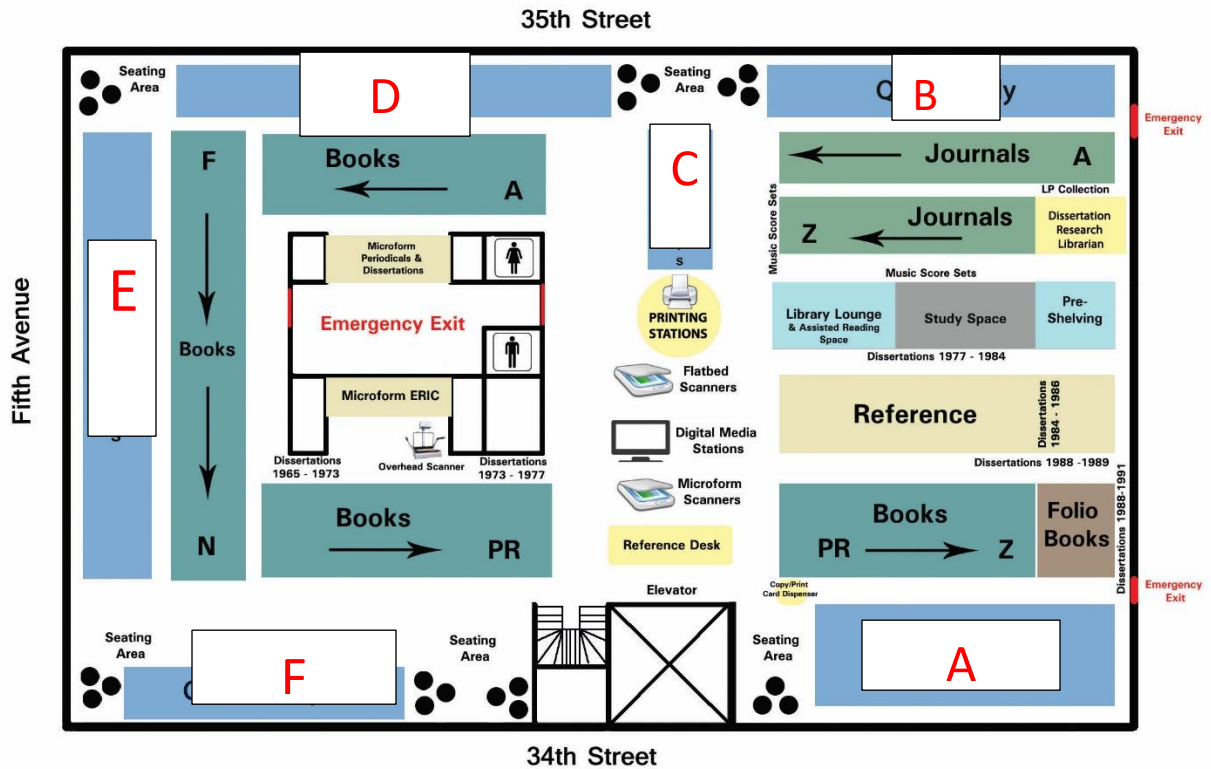 35th Street
Seating
Area
D
Seating
Area
Q B y
Emergency
Exit
F
Books
A
C
s
Journals A
LP Collection
Music Score Sets
Z
Journals
Dissertation
Research
Librarian
Fifth Avenue
E
s
Books
N
Microform
Periodicals &
Dissertations
Emergency Exit
Microform ERIC
Overhead Scanner
Dissertations
1965 - 1973
Dissertations
1973 - 1977
PRINTING
STATIONS
Flatbed
Scanners
Digital Media
Stations
Microform
Scanners
Reference Desk
Music Score Sets
Library Lounge
& Assisted Reading
Space
Study Space
Pre-
Shelving
Dissertations 1977 - 1984
Reference
Dissertations
1984 - 1986
Dissertations 1988 -1989
Books
PR
Books
PR
Z
Folio
Books
Dissertations 1988-1991
Copy/Print
Card Dispenser
Emergency
Exit
Elevator
Seating
Area
F
Seating
Area
Seating
Area
A
34th Street